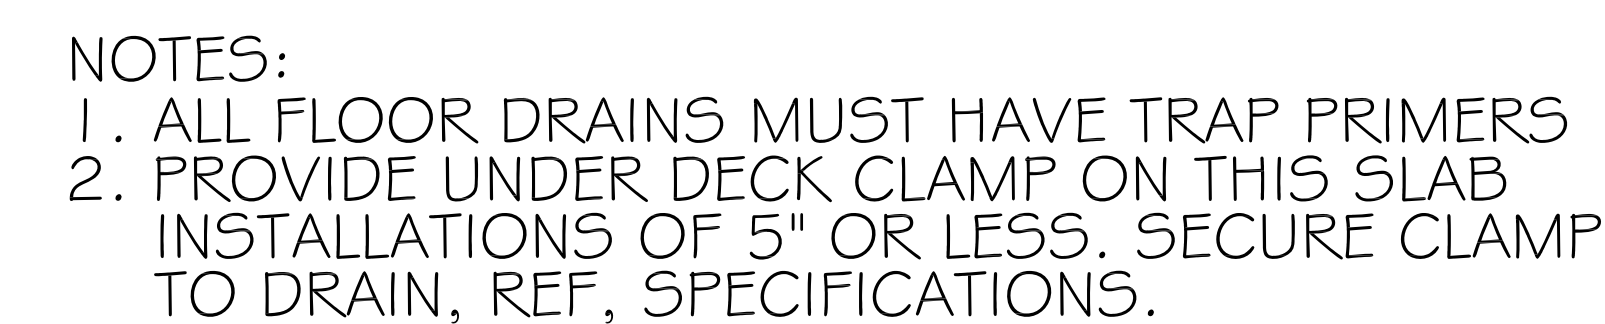 NOTES:
1. ALL FLOOR DRAINS MUST HAVE TRAP PRIMERS
2. PROVIDE UNDER DECK CLAMP ON THIS SLAB
INSTALLATIONS OF 5" OR LESS. SECURE CLAMP
TO DRAIN, REF, SPECIFICATIONS.